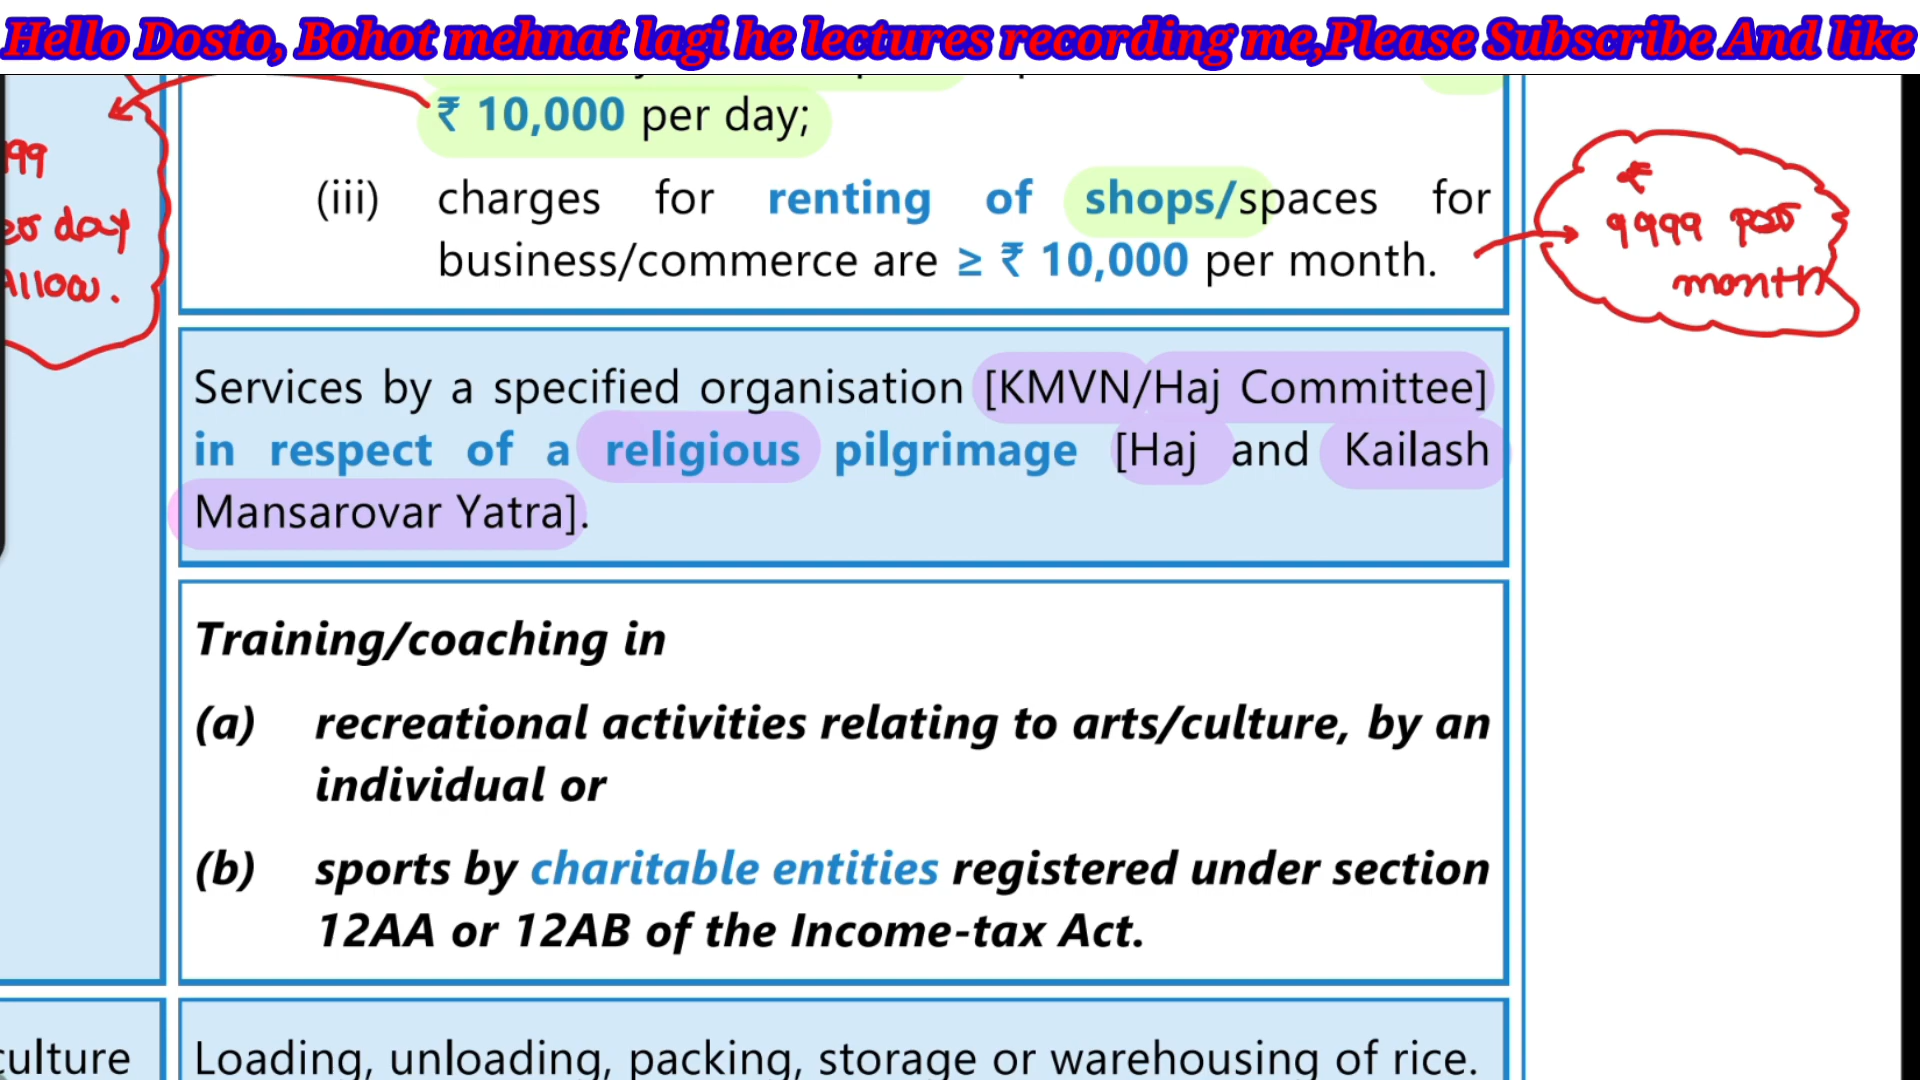 Hello Dosto, Bohot mehnat lagi he lectures recording me,Please Subscribe And like
₹ 10,000 per day;
(iii) charges for renting of shops/spaces for
business/commerce are ≥ ₹ 10,000 per month.
99
day
Allow.
₹
9999 per
month
Services by a specified organisation [KMVN/Haj Committee]
in respect of a religious pilgrimage [Haj and Kailash
Mansarovar Yatra].
Training/coaching in
(a) recreational activities relating to arts/culture, by an
individual or
(b) sports by charitable entities registered under section
12AA or 12AB of the Income-tax Act.
culture
Loading, unloading, packing, storage or warehousing of rice.